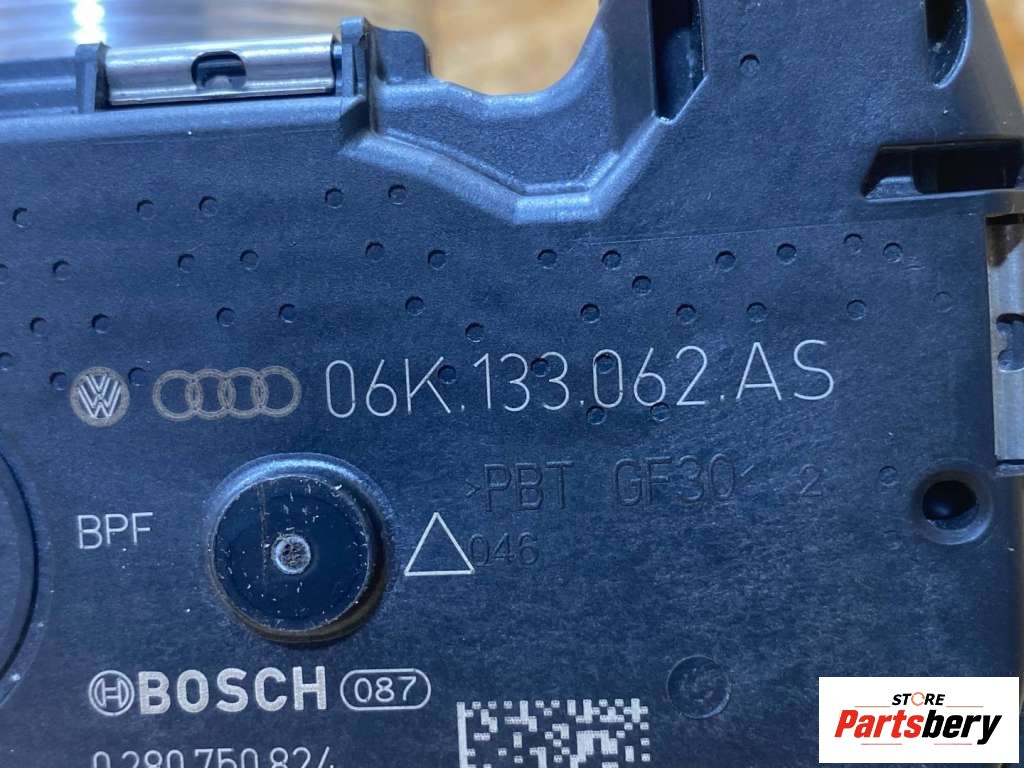 06K.133.062.AS
>PBT GF30< 2
BPF
046
BOSCH 087
0 280 750 824
STORE
Partsbery